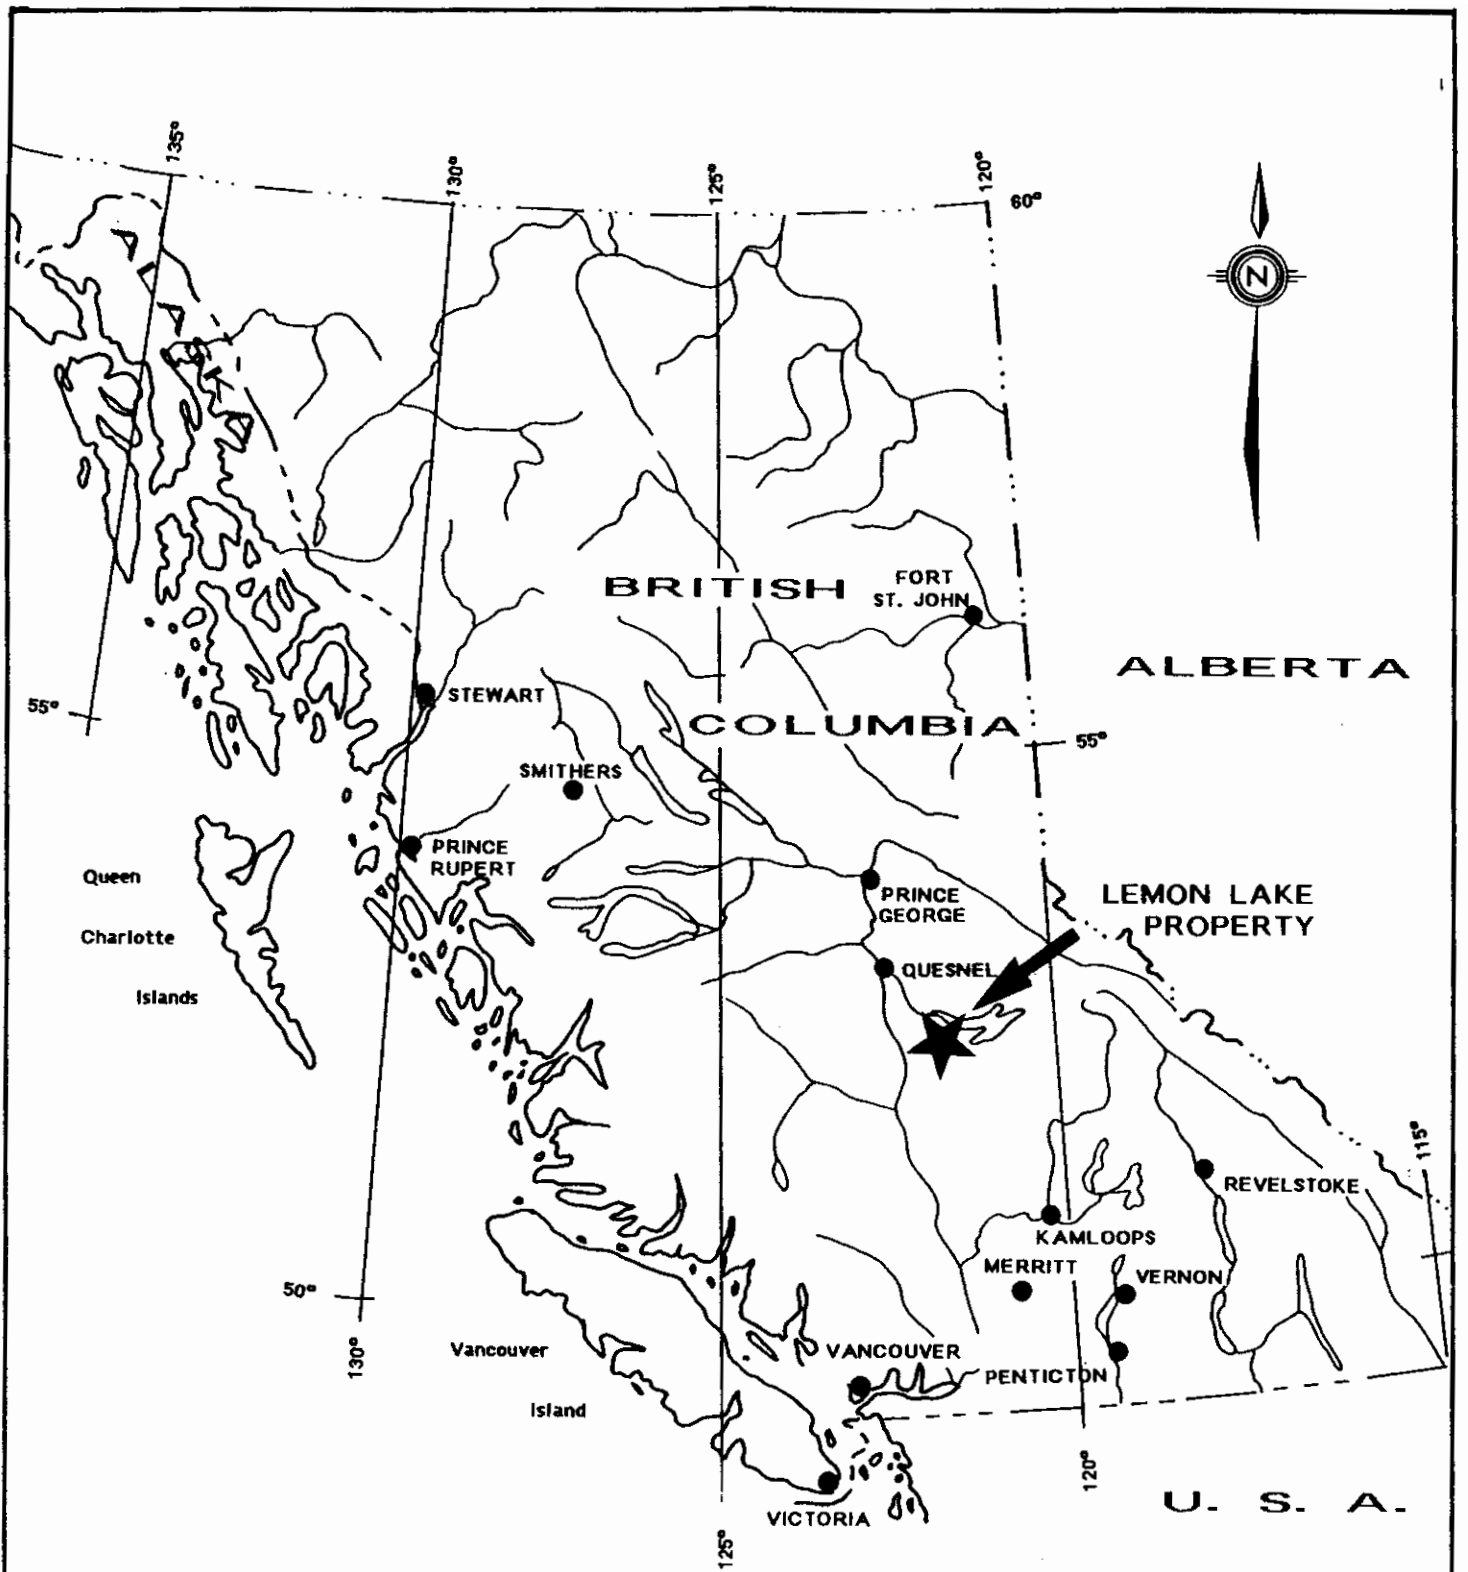 135°
130°
125°
120°
60°
N
ALASKA
BRITISH
FORT
ST. JOHN
ALBERTA
STEWART
55°
COLUMBIA
55°
SMITHERS
PRINCE
RUPERT
Queen
Charlotte
Islands
PRINCE
GEORGE
LEMON LAKE
PROPERTY
QUESNEL
115°
REVELSTOKE
KAMLOOPS
MERRITT
VERNON
50°
130°
Vancouver
Island
VANCOUVER
PENTICTON
120°
U. S. A.
VICTORIA
125°